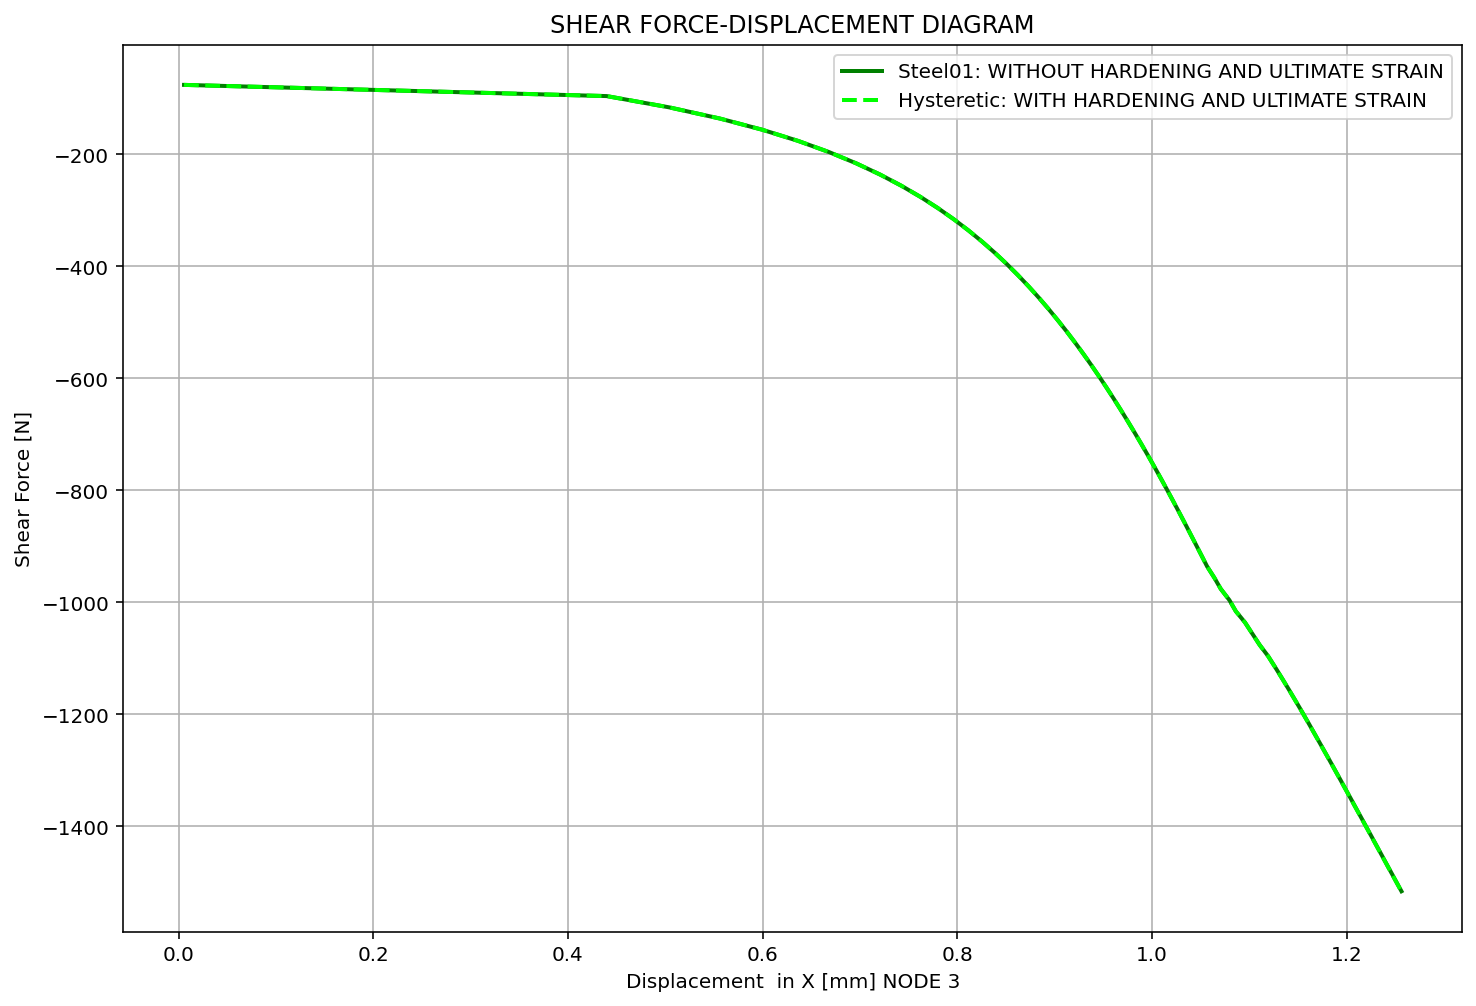 SHEAR FORCE-DISPLACEMENT DIAGRAM
Steel01: WITHOUT HARDENING AND ULTIMATE STRAIN
Hysteretic: WITH HARDENING AND ULTIMATE STRAIN
−200
−400
−600
−800
−1000
−1200
−1400
Shear Force [N]
0.0 0.2 0.4 0.6 0.8 1.0 1.2
Displacement  in X [mm] NODE 3